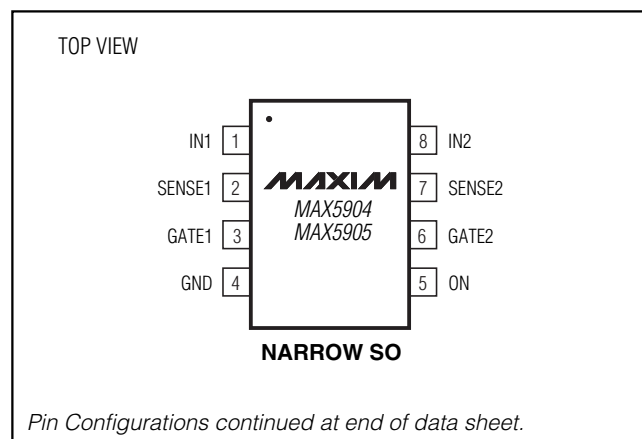 TOP VIEW
IN1 1 8 IN2
SENSE1 2 MAXIM 7 SENSE2
MAX5904
GATE1 3 MAX5905 6 GATE2
GND 4 5 ON
NARROW SO
Pin Configurations continued at end of data sheet.